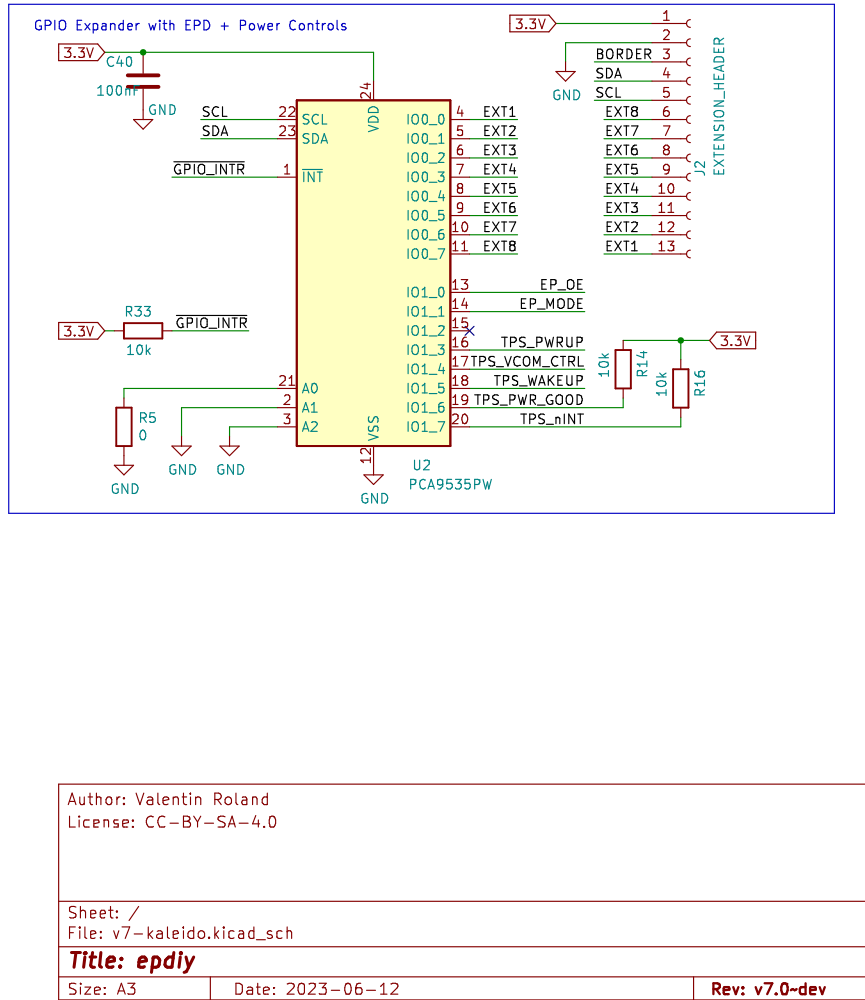 GPIO Expander with EPD + Power Controls
3.3V
C40
100nF
GND
SCL 22 SCL
SDA 23 SDA
GPIO_INTR 1 INT
24
VDD
IO0_0 4 EXT1
IO0_1 5 EXT2
IO0_2 6 EXT3
IO0_3 7 EXT4
IO0_4 8 EXT5
IO0_5 9 EXT6
IO0_6 10 EXT7
IO0_7 11 EXT8
IO1_0 13 EP_OE
IO1_1 14 EP_MODE
IO1_2 15
IO1_3 16 TPS_PWRUP
IO1_4 17 TPS_VCOM_CTRL
IO1_5 18 TPS_WAKEUP
IO1_6 19 TPS_PWR_GOOD
IO1_7 20 TPS_nINT
3.3V
1
2
GND
BORDER 3
SDA 4
SCL 5
EXT8 6
EXT7 7
EXT6 8
EXT5 9
EXT4 10
EXT3 11
EXT2 12
EXT1 13
J2
EXTENSION_HEADER
3.3V
R33
10k
GPIO_INTR
21 A0
2 A1
3 A2
R5
0
GND
GND
GND
VSS
12
GND
U2
PCA9535PW
10k
R14
10k
R16
3.3V
Author: Valentin Roland
License: CC-BY-SA-4.0
Sheet: /
File: v7-kaleido.kicad_sch
Title: epdiy
Size: A3
Date: 2023-06-12
Rev: v7.0~dev